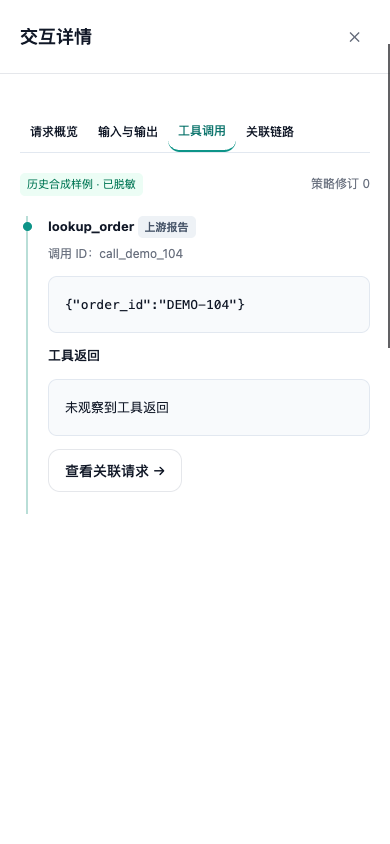 交互详情
请求概览 输入与输出 工具调用 关联链路
历史合成样例 · 已脱敏 策略修订 0
lookup_order 上游报告
调用 ID：call_demo_104
{"order_id":"DEMO-104"}
工具返回
未观察到工具返回
查看关联请求 →